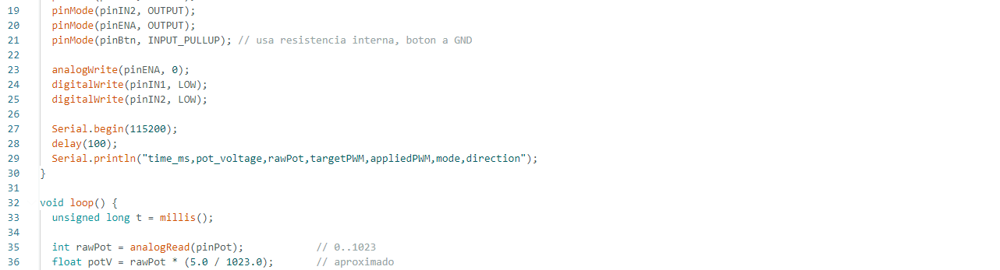 19 pinMode(pinIN2, OUTPUT);
20 pinMode(pinENA, OUTPUT);
21 pinMode(pinBtn, INPUT_PULLUP); // usa resistencia interna, boton a GND
22
23 analogWrite(pinENA, 0);
24 digitalWrite(pinIN1, LOW);
25 digitalWrite(pinIN2, LOW);
26
27 Serial.begin(115200);
28 delay(100);
29 Serial.println("time_ms,pot_voltage,rawPot,targetPWM,appliedPWM,mode,direction");
30 }
31
32 void loop() {
33 unsigned long t = millis();
34
35 int rawPot = analogRead(pinPot); // 0..1023
36 float potV = rawPot * (5.0 / 1023.0); // aproximado